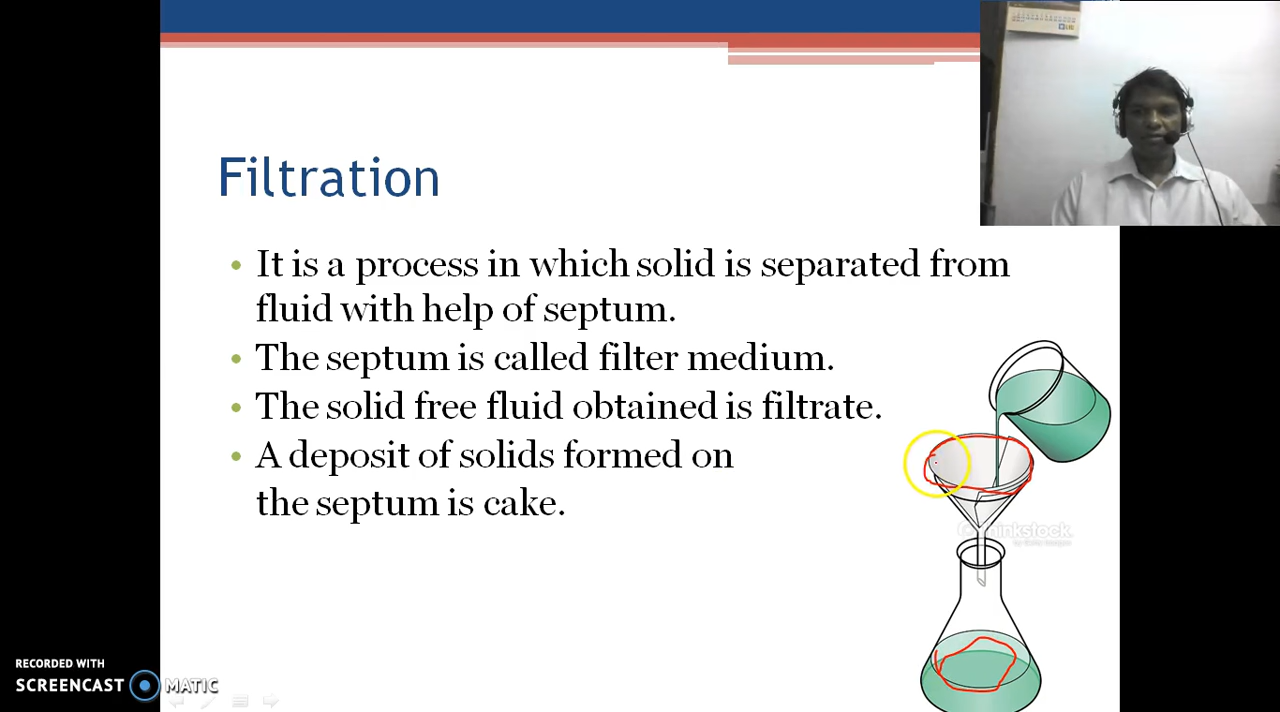 Filtration
• It is a process in which solid is separated from
fluid with help of septum.
• The septum is called filter medium.
• The solid free fluid obtained is filtrate.
• A deposit of solids formed on
the septum is cake.
RECORDED WITH
SCREENCAST MATIC